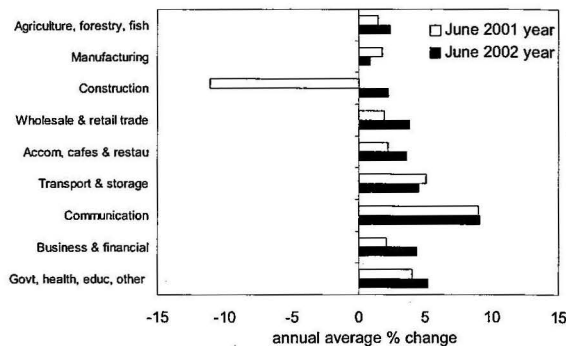 Agriculture, forestry, fish
Manufacturing
Construction
Wholesale & retail trade
Accom, cafes & restau
Transport & storage
Communication
Business & financial
Govt, health, educ, other
June 2001 year
June 2002 year
-15 -10 -5 0 5 10 15
annual average % change